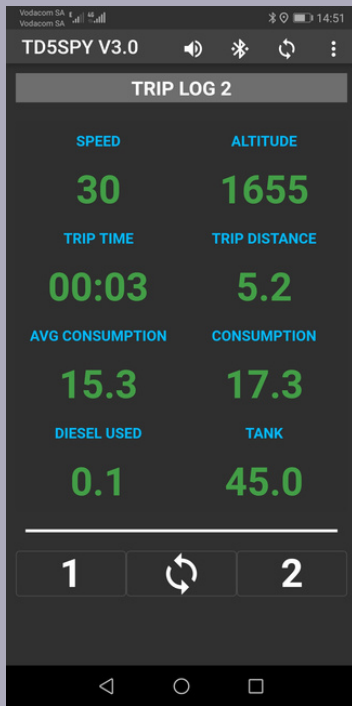 Vodacom SA
Vodacom SA
14:51
TD5SPY V3.0
TRIP LOG 2
SPEED ALTITUDE
30 1655
TRIP TIME TRIP DISTANCE
00:03 5.2
AVG CONSUMPTION CONSUMPTION
15.3 17.3
DIESEL USED TANK
0.1 45.0
1 2